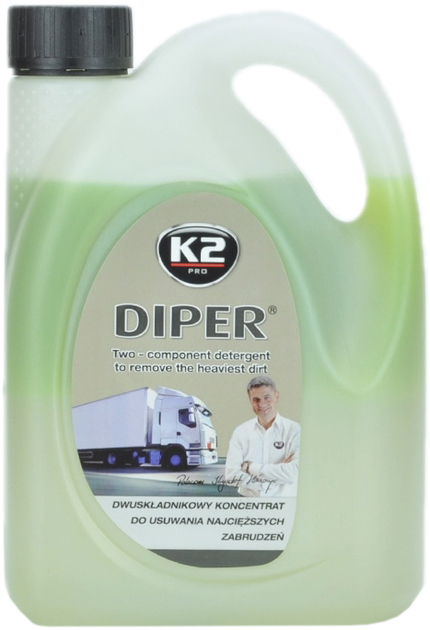 K2
PRO
DIPER®
Two - component detergent
to remove the heaviest dirt
DWUSKŁADNIKOWY KONCENTRAT
DO USUWANIA NAJCIĘŻSZYCH
ZABRUDZEŃ